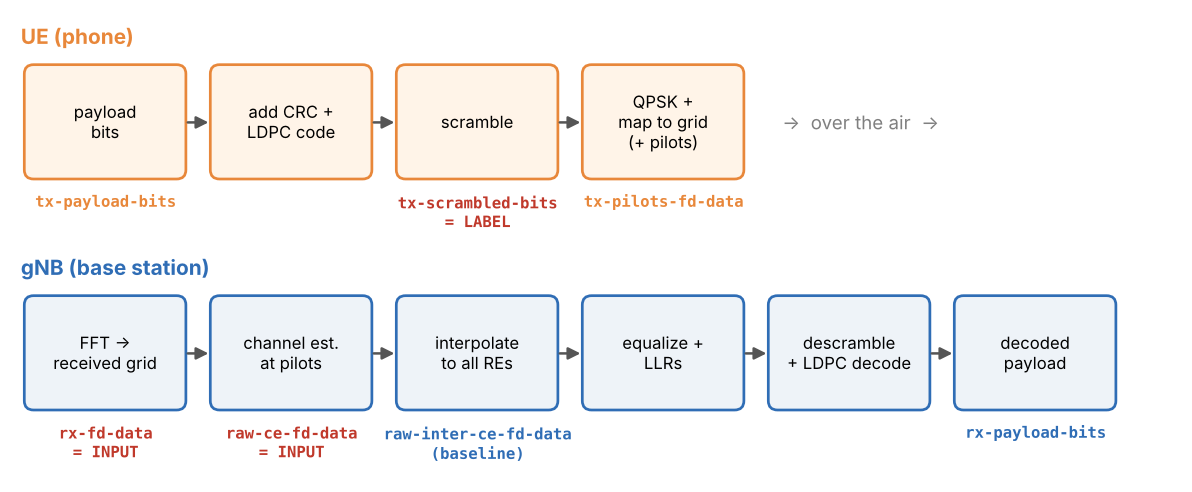 UE (phone)
payload
bits
add CRC +
LDPC code
scramble
QPSK +
map to grid
(+ pilots)
→ over the air →
tx-payload-bits
tx-scrambled-bits
= LABEL
tx-pilots-fd-data
gNB (base station)
FFT →
received grid
channel est.
at pilots
interpolate
to all REs
equalize +
LLRs
descramble
+ LDPC decode
decoded
payload
rx-fd-data
= INPUT
raw-ce-fd-data
= INPUT
raw-inter-ce-fd-data
(baseline)
rx-payload-bits